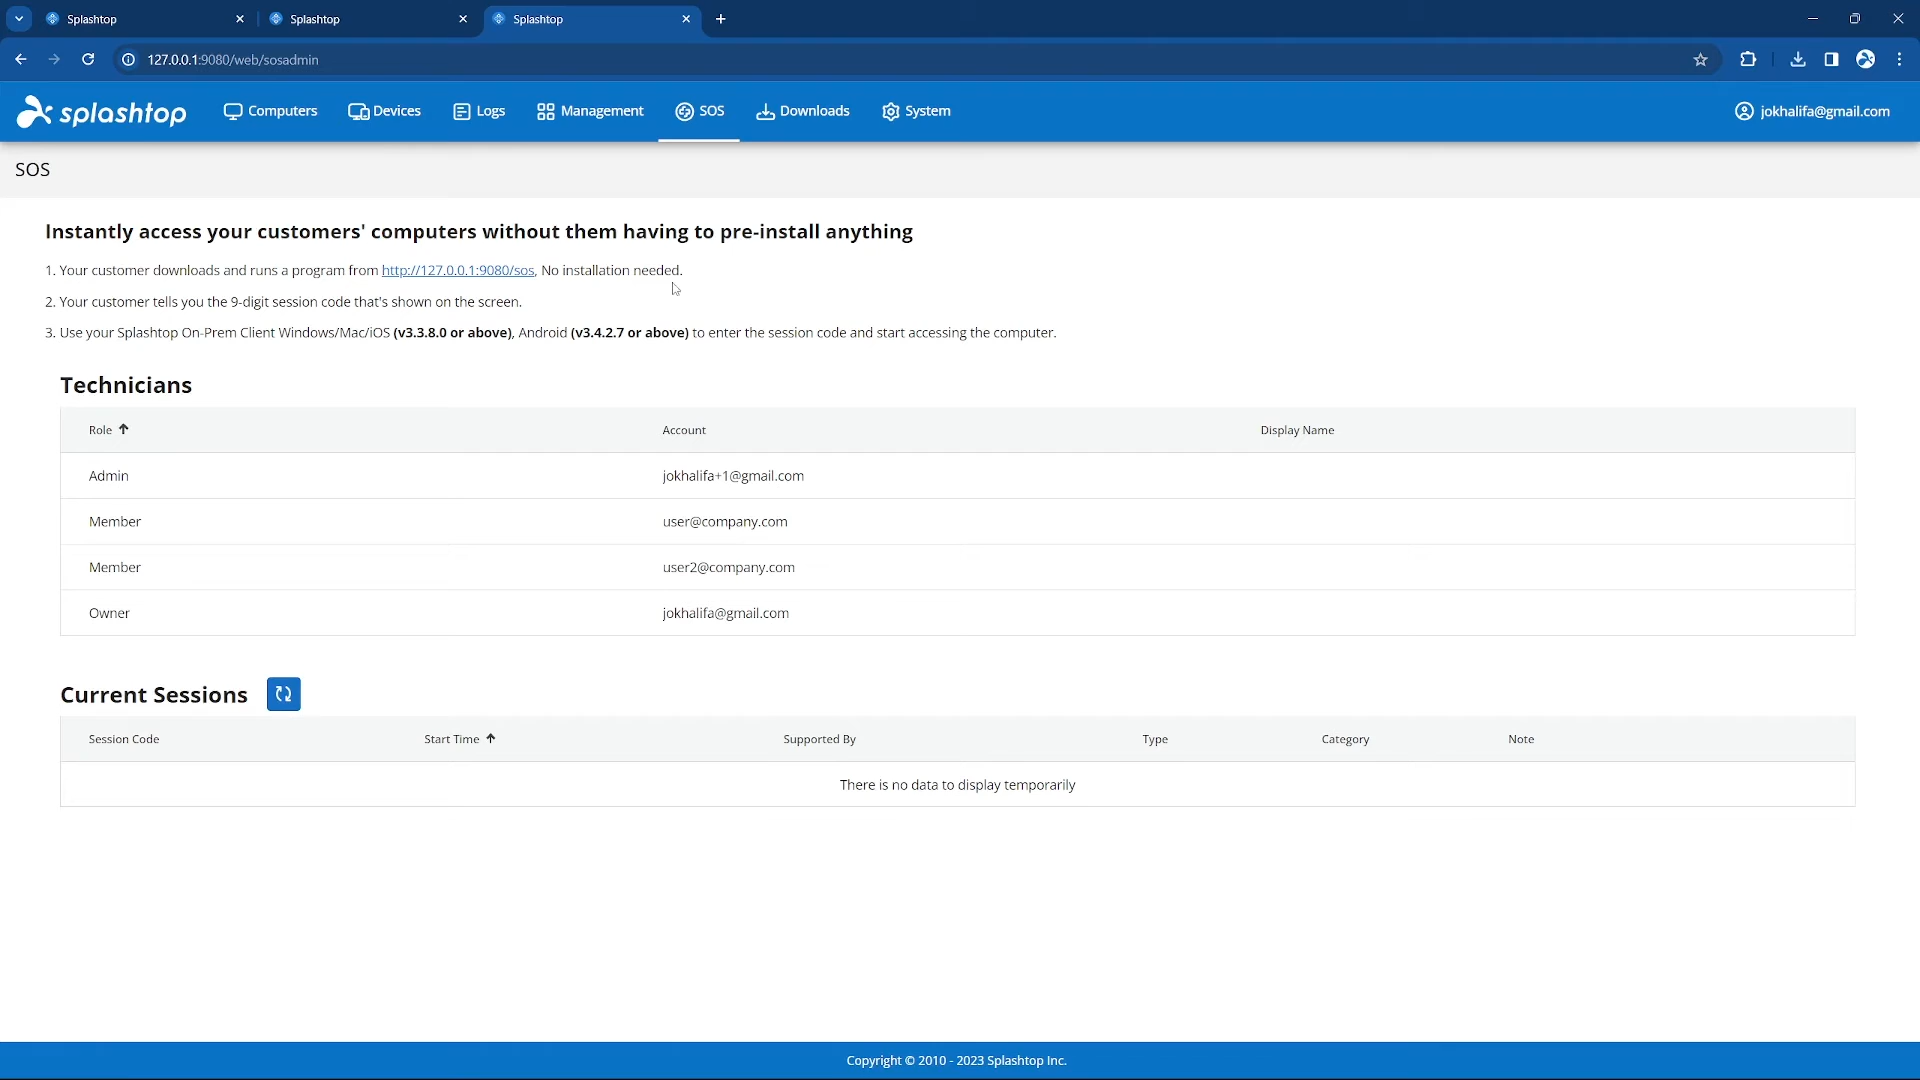 Splashtop
Splashtop
Splashtop
127.0.0.1:9080/web/sosadmin
splashtop
Computers
Devices
Logs
Management
SOS
Downloads
System
jokhalifa@gmail.com
SOS
Instantly access your customers' computers without them having to pre-install anything
1. Your customer downloads and runs a program from http://127.0.0.1:9080/sos, No installation needed.
2. Your customer tells you the 9-digit session code that's shown on the screen.
3. Use your Splashtop On-Prem Client Windows/Mac/iOS (v3.3.8.0 or above), Android (v3.4.2.7 or above) to enter the session code and start accessing the computer.
Technicians
Role Account Display Name
Admin jokhalifa+1@gmail.com
Member user@company.com
Member user2@company.com
Owner jokhalifa@gmail.com
Current Sessions
Session Code Start Time Supported By Type Category Note
There is no data to display temporarily
Copyright © 2010 - 2023 Splashtop Inc.